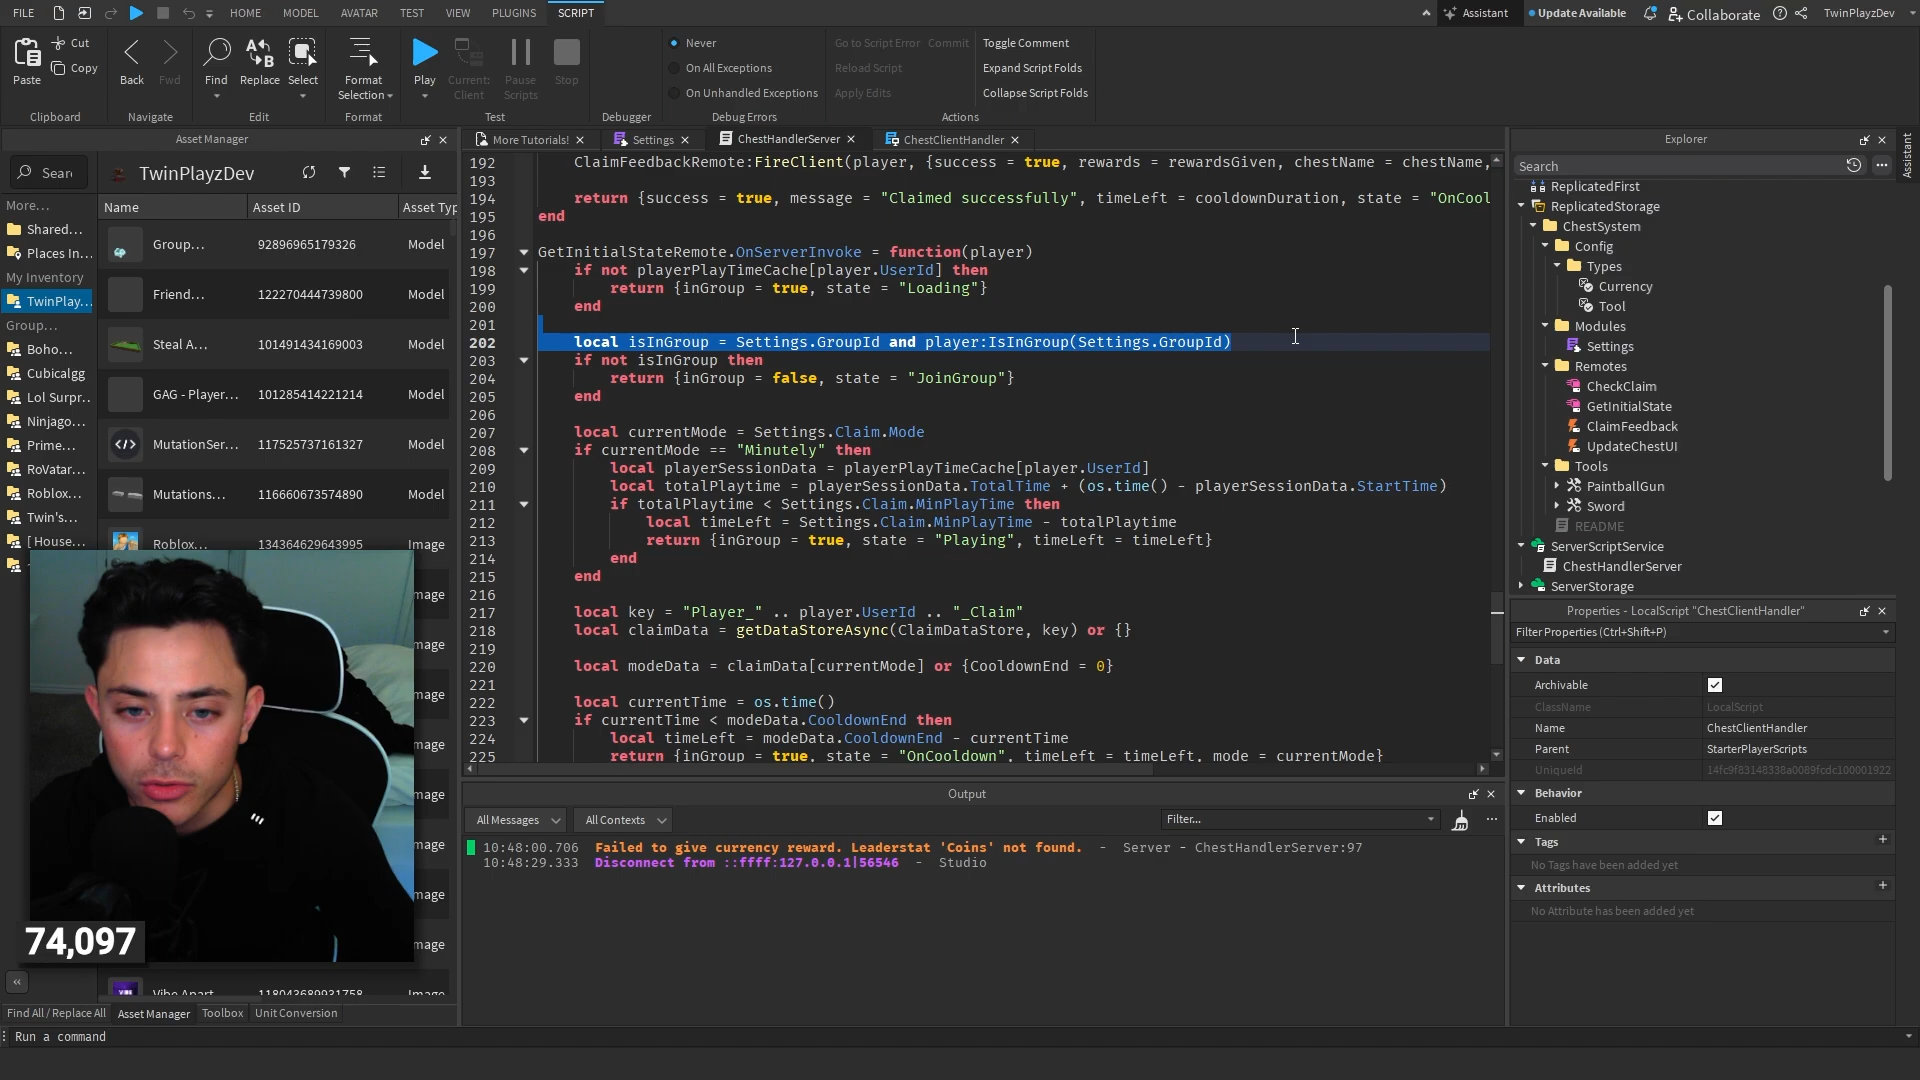 FILE HOME MODEL AVATAR TEST VIEW PLUGINS SCRIPT Assistant Update Available Collaborate TwinPlayzDev
Paste Cut Copy Back Fwd Find Replace Select Format Selection Play Current: Client Pause Scripts Stop
Never Go to Script Error Commit Toggle Comment
On All Exceptions Reload Script Expand Script Folds
On Unhandled Exceptions Apply Edits Collapse Script Folds
Clipboard Navigate Edit Format Test Debugger Debug Errors Actions
Asset Manager
Sear TwinPlayzDev
More... Name Asset ID Asset Typ
Shared...
Places In...
My Inventory
TwinPlay...
Group...
Boho...
Cubicalgg
Lol Surpr..
Ninjago...
Prime...
RoVatar...
Roblox...
Twin's...
[ House...
Group... 92896965179326 Model
Friend... 122270444739800 Model
Steal A... 101491434169003 Model
GAG - Player... 101285414221214 Model
MutationSer... 117525737161327 Model
Mutations... 116660673574890 Model
Roblox... 134364629643995 Image
mage
mage
mage
mage
mage
mage
mage
mage
Vibe Apart 118043689931758 Image
74,097
Find All / Replace All Asset Manager Toolbox Unit Conversion
Run a command
More Tutorials! Settings ChestHandlerServer ChestClientHandler
192 ClaimFeedbackRemote:FireClient(player, {success = true, rewards = rewardsGiven, chestName = chestName,
193
194 return {success = true, message = "Claimed successfully", timeLeft = cooldownDuration, state = "OnCool
195 end
196
197 GetInitialStateRemote.OnServerInvoke = function(player)
198 if not playerPlayTimeCache[player.UserId] then
199 return {inGroup = true, state = "Loading"}
200 end
201
202 local isInGroup = Settings.GroupId and player:IsInGroup(Settings.GroupId)
203 if not isInGroup then
204 return {inGroup = false, state = "JoinGroup"}
205 end
206
207 local currentMode = Settings.Claim.Mode
208 if currentMode == "Minutely" then
209 local playerSessionData = playerPlayTimeCache[player.UserId]
210 local totalPlaytime = playerSessionData.TotalTime + (os.time() - playerSessionData.StartTime)
211 if totalPlaytime < Settings.Claim.MinPlayTime then
212 local timeLeft = Settings.Claim.MinPlayTime - totalPlaytime
213 return {inGroup = true, state = "Playing", timeLeft = timeLeft}
214 end
215 end
216
217 local key = "Player_" .. player.UserId .. "_Claim"
218 local claimData = getDataStoreAsync(ClaimDataStore, key) or {}
219
220 local modeData = claimData[currentMode] or {CooldownEnd = 0}
221
222 local currentTime = os.time()
223 if currentTime < modeData.CooldownEnd then
224 local timeLeft = modeData.CooldownEnd - currentTime
225 return {inGroup = true, state = "OnCooldown", timeLeft = timeLeft, mode = currentMode}
Output
All Messages All Contexts Filter...
10:48:00.706 Failed to give currency reward. Leaderstat 'Coins' not found. - Server - ChestHandlerServer:97
10:48:29.333 Disconnect from ::ffff:127.0.0.1|56546 - Studio
Explorer
Assistant
Search
ReplicatedFirst
ReplicatedStorage
ChestSystem
Config
Types
Currency
Tool
Modules
Settings
Remotes
CheckClaim
GetInitialState
ClaimFeedback
UpdateChestUI
Tools
PaintballGun
Sword
README
ServerScriptService
ChestHandlerServer
ServerStorage
Properties - LocalScript "ChestClientHandler"
Filter Properties (Ctrl+Shift+P)
Data
Archivable
ClassName LocalScript
Name ChestClientHandler
Parent StarterPlayerScripts
UniqueId 14fc9f83148338a0089fcdc100001922
Behavior
Enabled
Tags
No Tags have been added yet
Attributes
No Attribute has been added yet